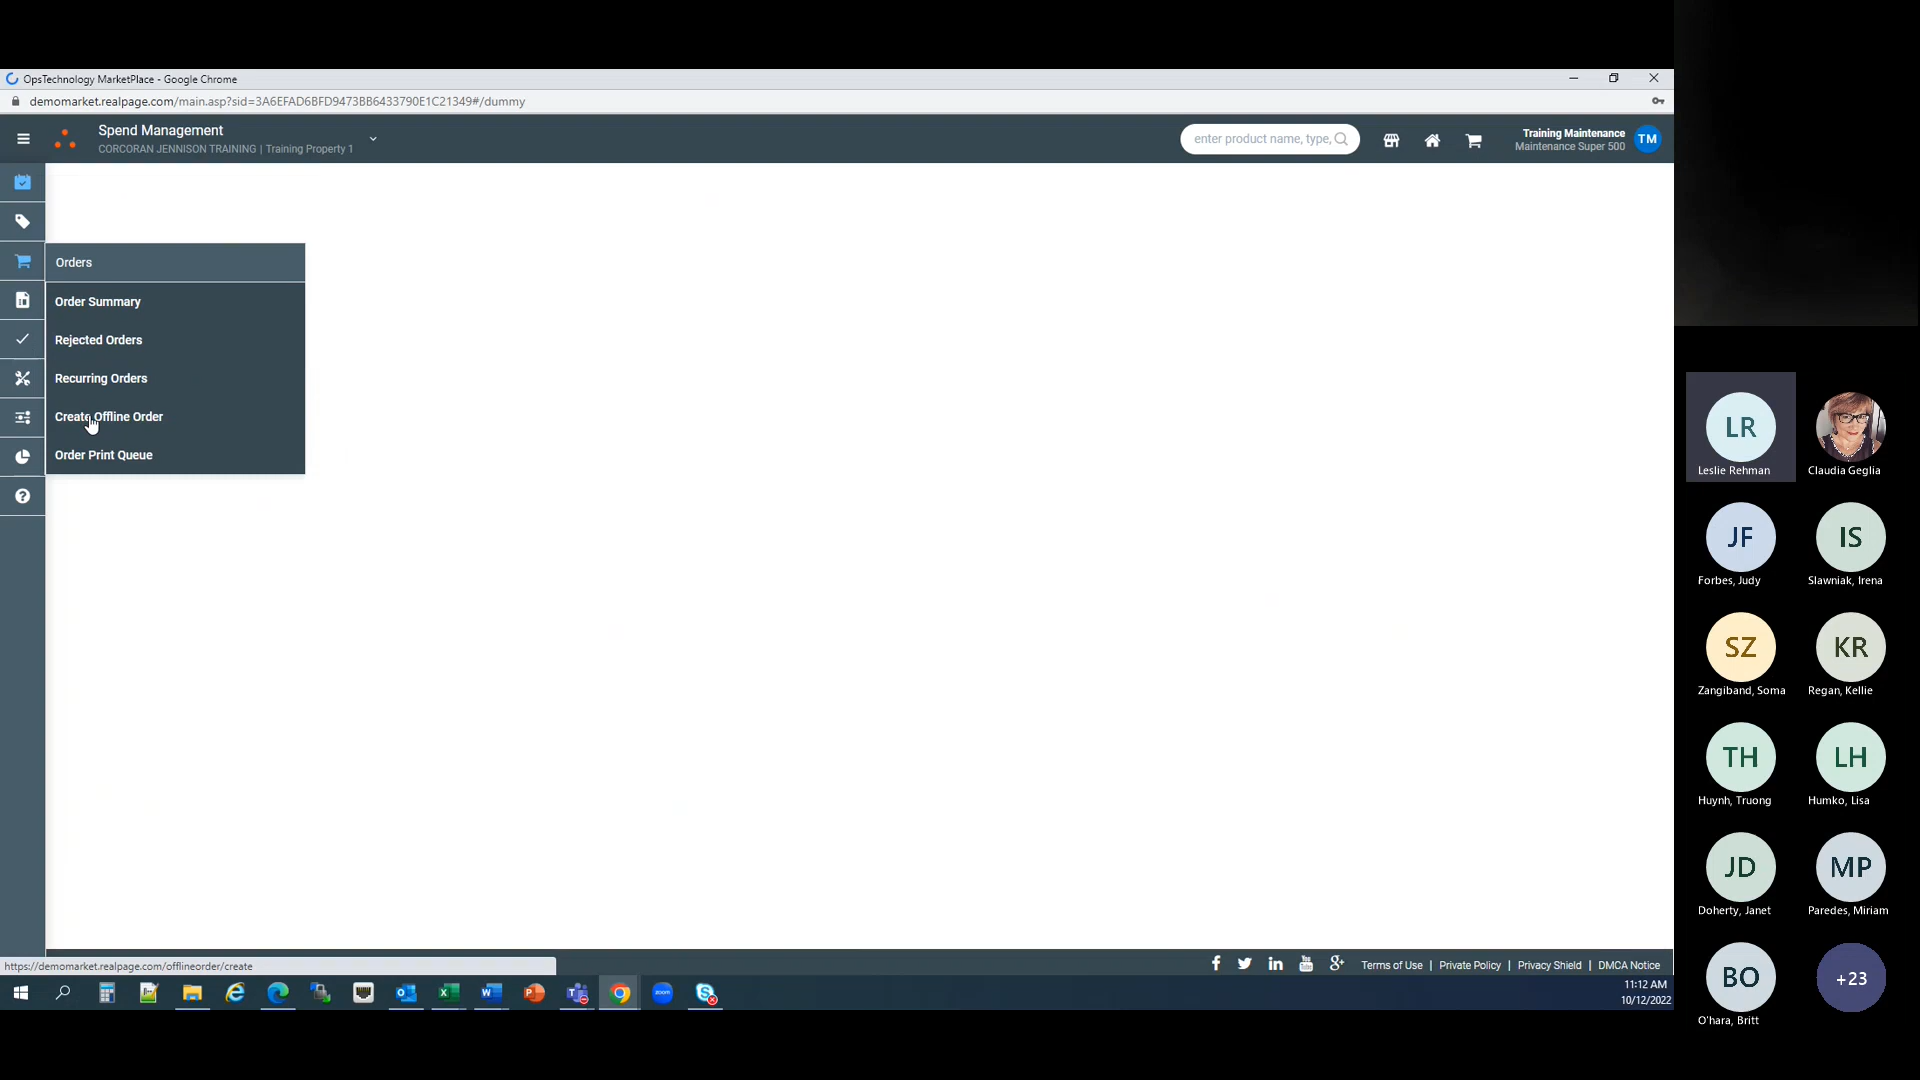 OpsTechnology MarketPlace - Google Chrome
demomarket.realpage.com/main.asp?sid=3A6EFAD6BFD9473BB6433790E1C21349#/dummy
Spend Management
CORCORAN JENNISON TRAINING | Training Property 1
enter product name, type,
Training Maintenance
Maintenance Super 500
TM
Orders
Order Summary
Rejected Orders
Recurring Orders
Create Offline Order
Order Print Queue
LR
Leslie Rehman
Claudia Geglia
JF
Forbes, Judy
IS
Slawniak, Irena
SZ
Zangiband, Soma
KR
Regan, Kellie
TH
Huynh, Truong
LH
Humko, Lisa
JD
Doherty, Janet
MP
Paredes, Miriam
BO
O'hara, Britt
+23
https://demomarket.realpage.com/offlineorder/create
Terms of Use | Private Policy | Privacy Shield | DMCA Notice
11:12 AM
10/12/2022